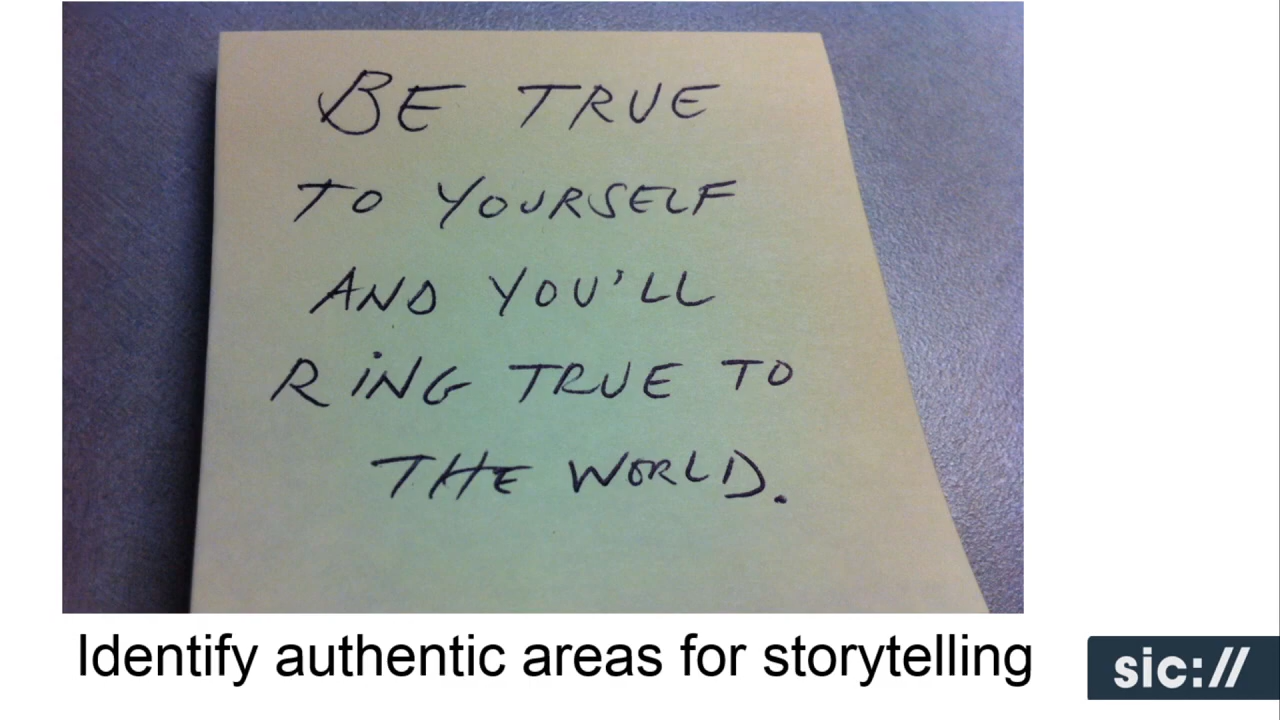 BE TRUE
TO YOURSELF
AND YOU'LL
RiNG TRUE TO
THE WORLD.
Identify authentic areas for storytelling
sic://